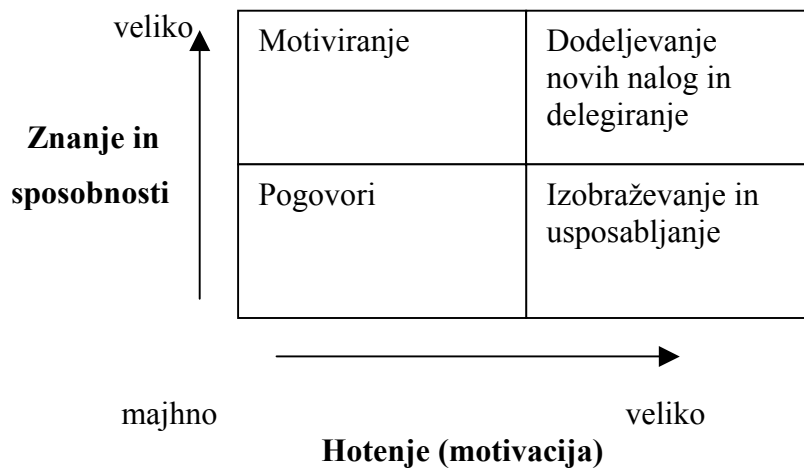 veliko
Motiviranje
Dodeljevanje
novih nalog in
delegiranje
Znanje in
sposobnosti
Pogovori
Izobraževanje in
usposabljanje
majhno
veliko
Hotenje (motivacija)